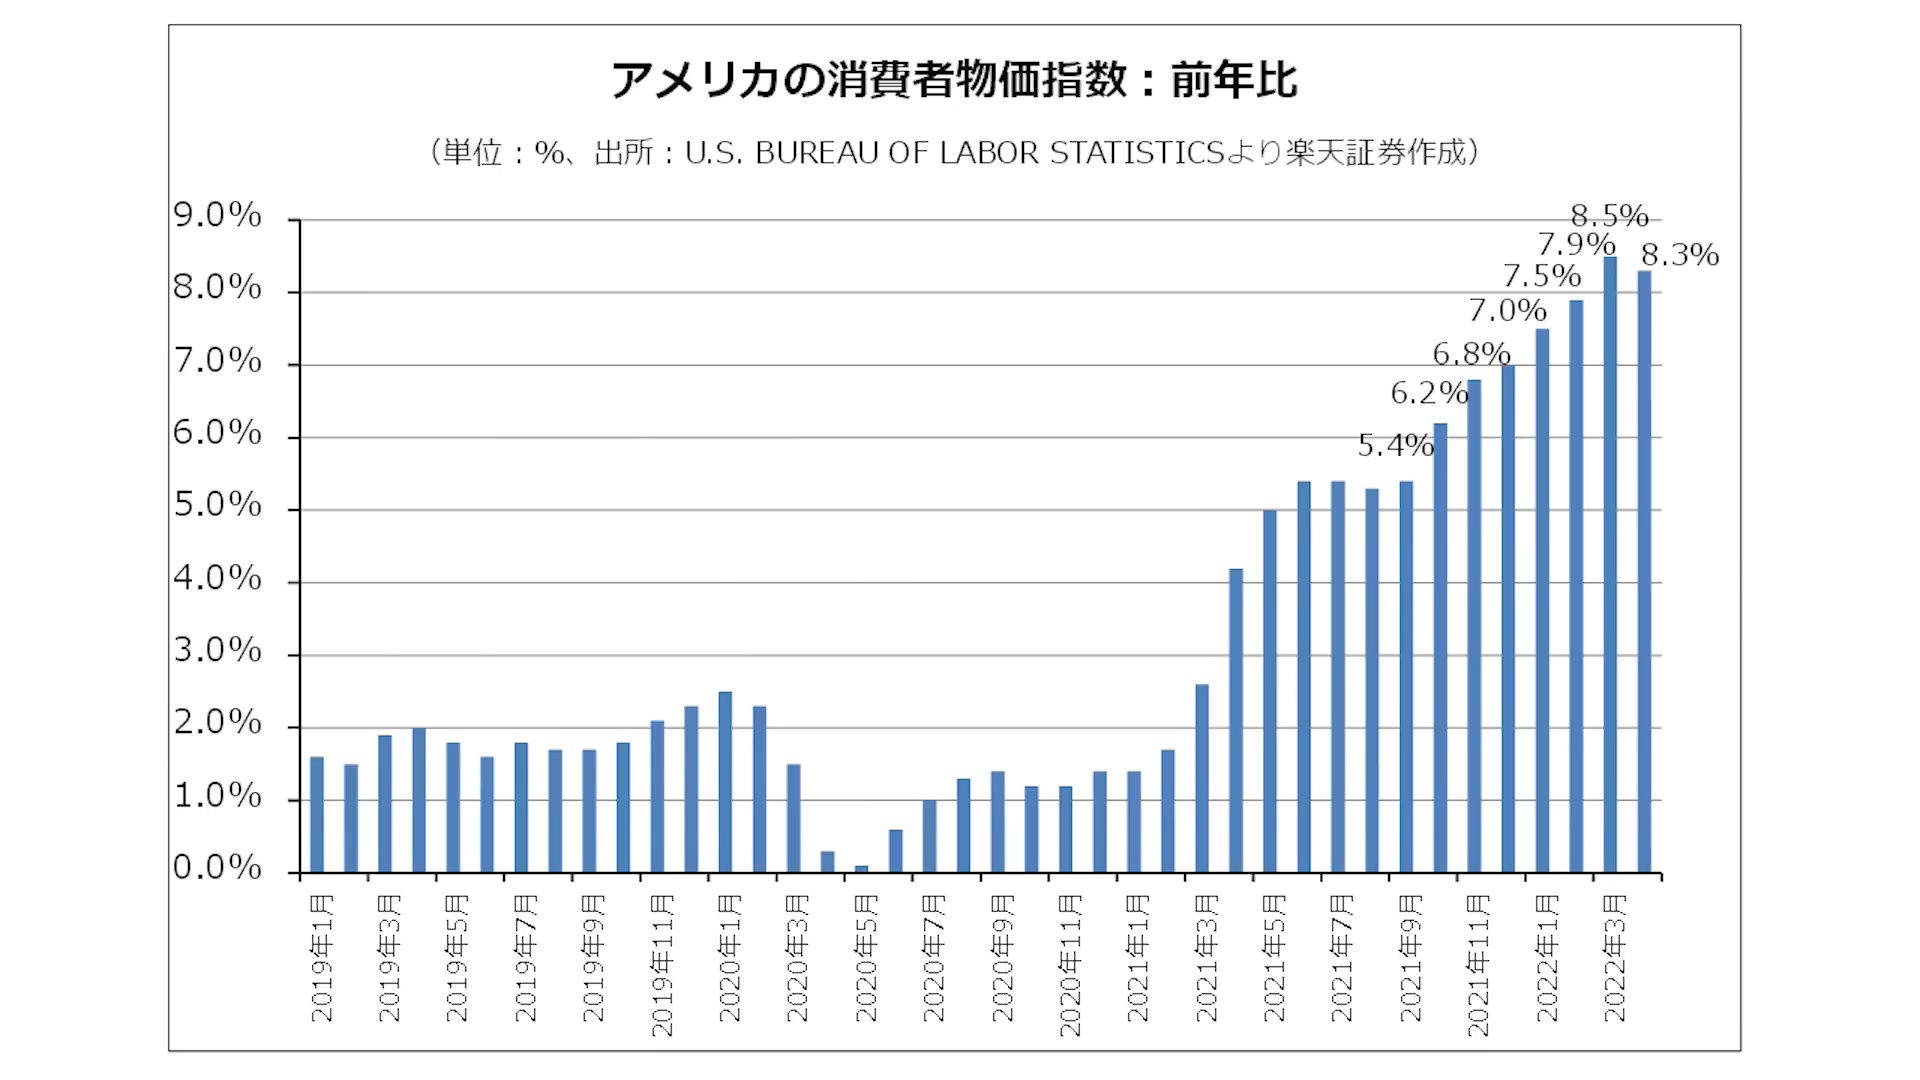 アメリカの消費者物価指数：前年比
（単位：%、出所：U.S. BUREAU OF LABOR STATISTICSより楽天証券作成）
9.0%
8.0%
7.0%
6.0%
5.0%
4.0%
3.0%
2.0%
1.0%
0.0%
5.4%
6.2%
6.8%
7.0%
7.5%
7.9%
8.5%
8.3%
2019年1月
2019年3月
2019年5月
2019年7月
2019年9月
2019年11月
2020年1月
2020年3月
2020年5月
2020年7月
2020年9月
2020年11月
2021年1月
2021年3月
2021年5月
2021年7月
2021年9月
2021年11月
2022年1月
2022年3月